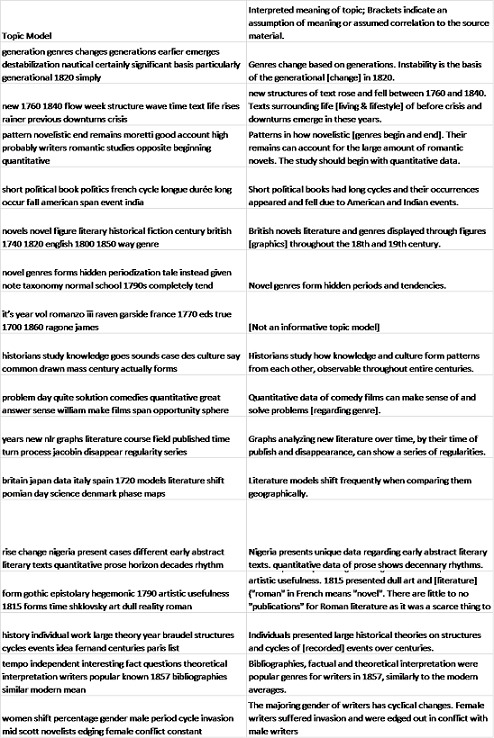 Topic Model
Interpreted meaning of topic; Brackets indicate an
assumption of meaning or assumed correlation to the source
material.
generation genres changes generations earlier emerges
destabilization nautical certainly significant basis particularly
generational 1820 simply
Genres change based on generations. Instability is the basis
of the generational [change] in 1820.
new 1760 1840 flow week structure wave time text life rises
rainer previous downturns crisis
new structures of text rose and fell between 1760 and 1840.
Texts surrounding life [living & lifestyle] of before crisis and
downturns emerge in these years.
pattern novelistic end remains moretti good account high
probably writers romantic studies opposite beginning
quantitative
Patterns in how novelistic [genres begin and end]. Their
remains can account for the large amount of romantic
novels. The study should begin with quantitative data.
short political book politics french cycle longue durée long
occur fall american span event india
Short political books had long cycles and their occurrences
appeared and fell due to American and Indian events.
novels novel figure literary historical fiction century british
1740 1820 english 1800 1850 way genre
British novels literature and genres displayed through figures
[graphics] throughout the 18th and 19th century.
novel genres forms hidden periodization tale instead given
note taxonomy normal school 1790s completely tend
Novel genres form hidden periods and tendencies.
it's year vol romanzo iii raven garside france 1770 eds true
1700 1860 ragone james
[Not an informative topic model]
historians study knowledge goes sounds case des culture say
common drawn mass century actually forms
Historians study how knowledge and culture form patterns
from each other, observable throughout entire centuries.
problem day quite solution comedies quantitative great
answer sense william make films span opportunity sphere
Quantitative data of comedy films can make sense of and
solve problems [regarding genre].
years new nlr graphs literature course field published time
turn process jacobin disappear regularity series
Graphs analyzing new literature over time, by their time of
publish and disappearance, can show a series of regularities.
britain japan data italy spain 1720 models literature shift
pomian day science denmark phase maps
Literature models shift frequently when comparing them
geographically.
rise change nigeria present cases different early abstract
literary texts quantitative prose horizon decades rhythm
Nigeria presents unique data regarding early abstract literary
texts. quantitative data of prose shows decennary rhythms.
form gothic epistolary hegemonic 1790 artistic usefulness
1815 forms time shklovsky art dull reality roman
artistic usefulness. 1815 presented dull art and [literature]
("roman" in French means "novel". There are little to no
"publications" for Roman literature as it was a scarce thing to
history individual work large theory year braudel structures
cycles events idea fernand centuries paris list
Individuals presented large historical theories on structures
and cycles of [recorded] events over centuries.
tempo independent interesting fact questions theoretical
interpretation writers popular known 1857 bibliographies
similar modern mean
Bibliographies, factual and theoretical interpretation were
popular genres for writers in 1857, similarly to the modern
averages.
women shift percentage gender male period cycle invasion
mid scott novelists edging female conflict constant
The majoring gender of writers has cyclical changes. Female
writers suffered invasion and were edged out in conflict with
male writers